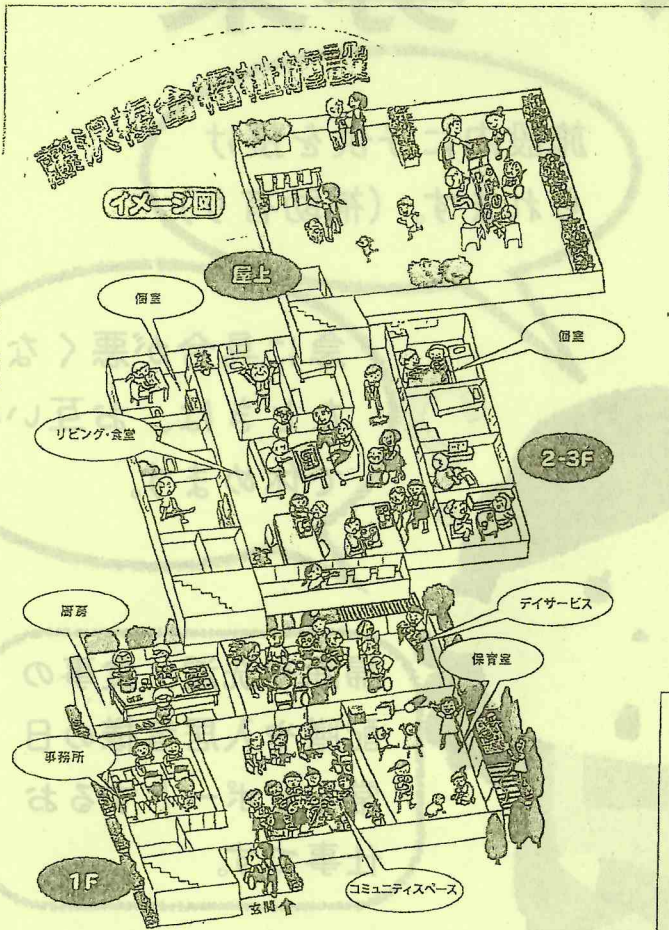 藤沢複合福祉施設
イメージ図
屋上
個室
個室
リビング・食堂
2-3F
厨房
デイサービス
保育室
事務所
1F
コミュニティスペース
玄関